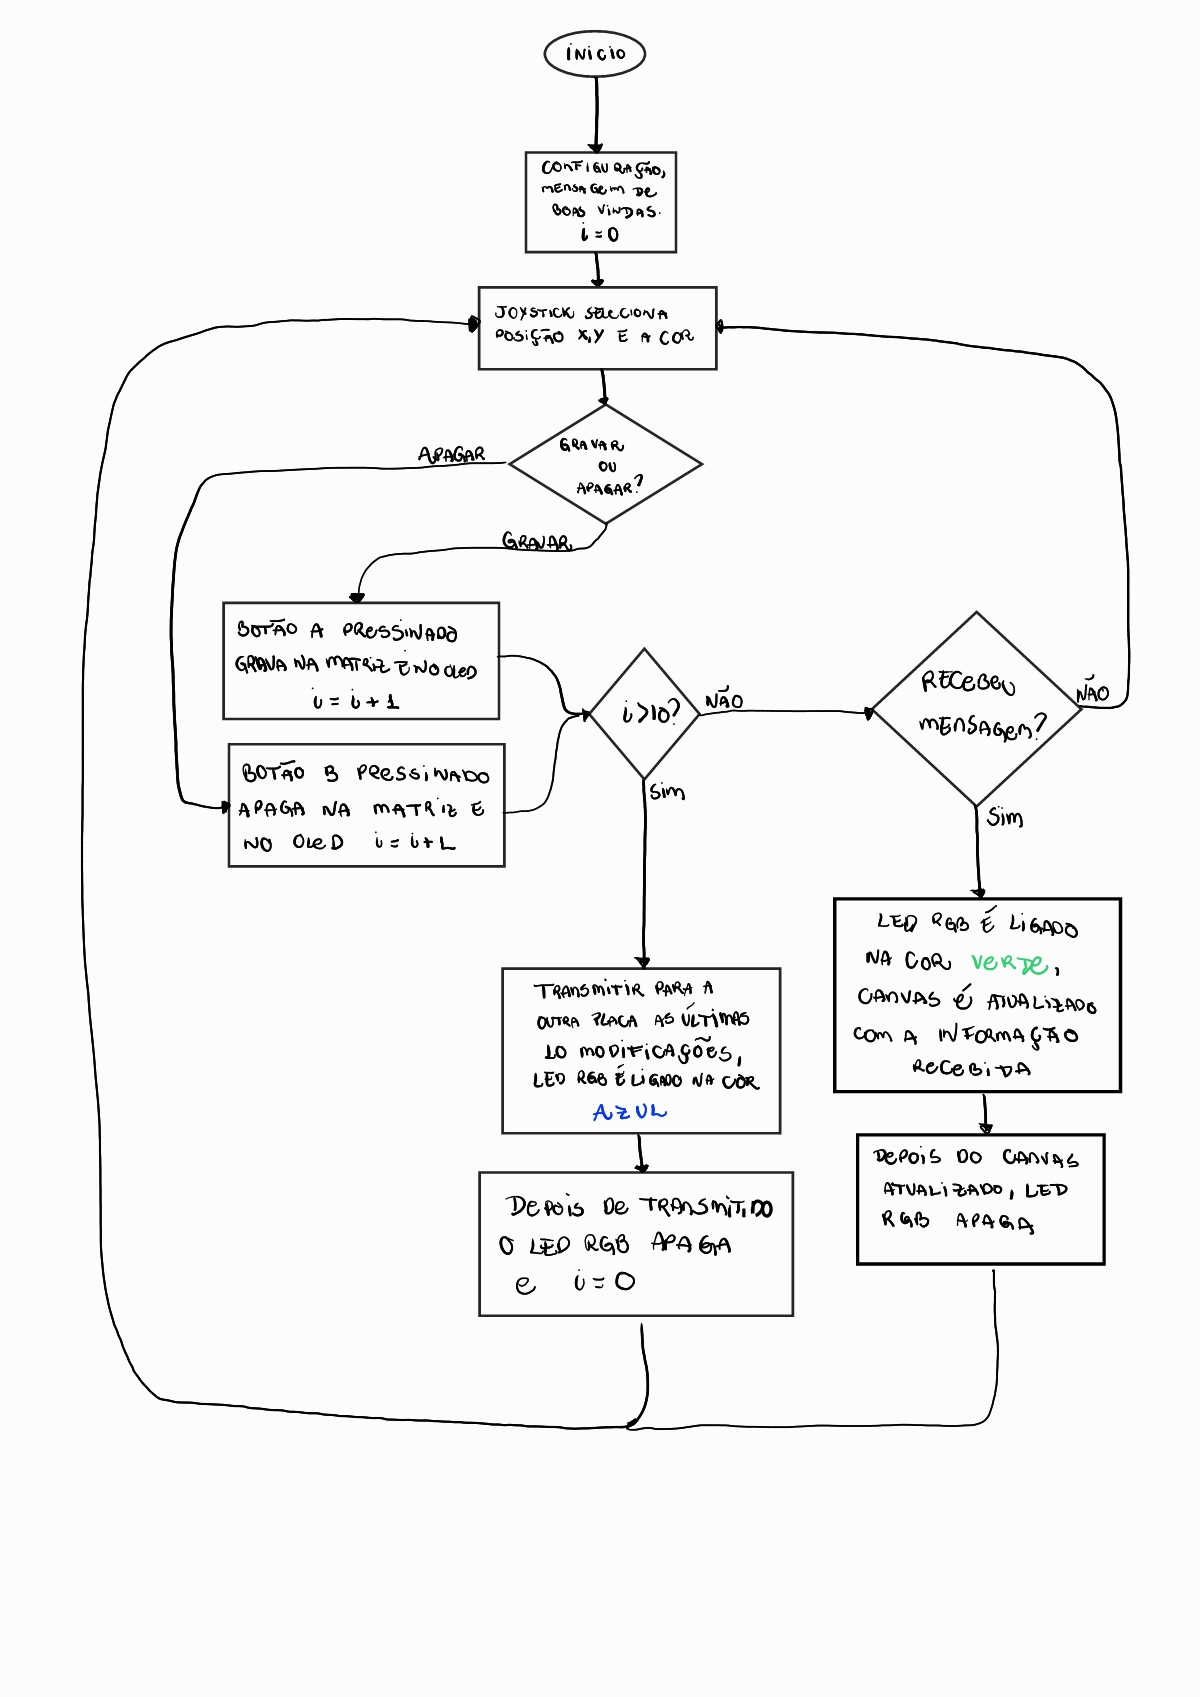 INICIO
CONFIGURAÇÃO,
MENSAGEM DE
BOAS VINDAS.
i = 0
JOYSTICK SELECIONA
POSIÇÃO X,Y E A COR
GRAVAR
OU
APAGAR?
APAGAR
GRAVAR
BOTÃO A PRESSINADO
GRAVA NA MATRIZ E NO OLED
i = i + 1
BOTÃO B PRESSINADO
APAGA NA MATRIZ E
NO OLED i = i + 1
i > 10?
NÃO
SIM
RECEBEU
MENSAGEM?
NÃO
SIM
LED RGB É LIGADO
NA COR VERDE,
CANVAS É ATUALIZADO
COM A INFORMAÇÃO
RECEBIDA
TRANSMITIR PARA A
OUTRA PLACA AS ÚLTIMAS
10 MODIFICAÇÕES,
LED RGB É LIGADO NA COR
AZUL
DEPOIS DO CANVAS
ATUALIZADO, LED
RGB APAGA
DEPOIS DE TRANSMITIDO
O LED RGB APAGA
e i = 0